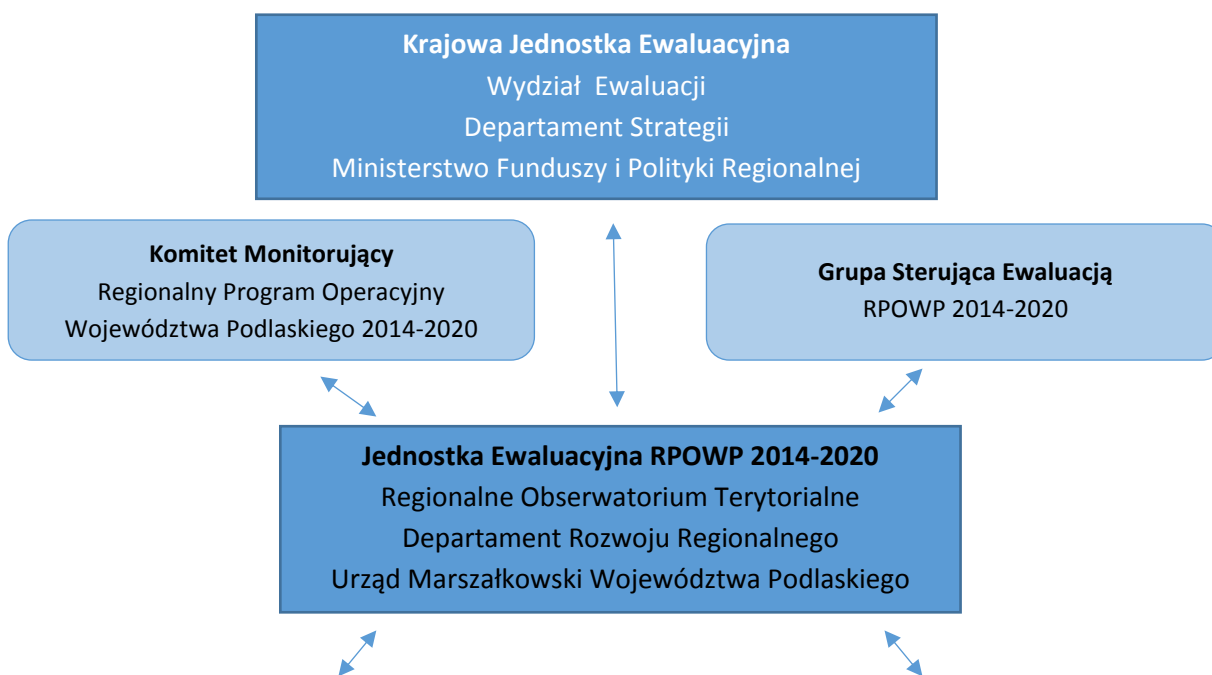 Krajowa Jednostka Ewaluacyjna
Wydział Ewaluacji
Departament Strategii
Ministerstwo Funduszy i Polityki Regionalnej
Komitet Monitorujący
Regionalny Program Operacyjny
Województwa Podlaskiego 2014-2020
Grupa Sterująca Ewaluacją
RPOWP 2014-2020
Jednostka Ewaluacyjna RPOWP 2014-2020
Regionalne Obserwatorium Terytorialne
Departament Rozwoju Regionalnego
Urząd Marszałkowski Województwa Podlaskiego